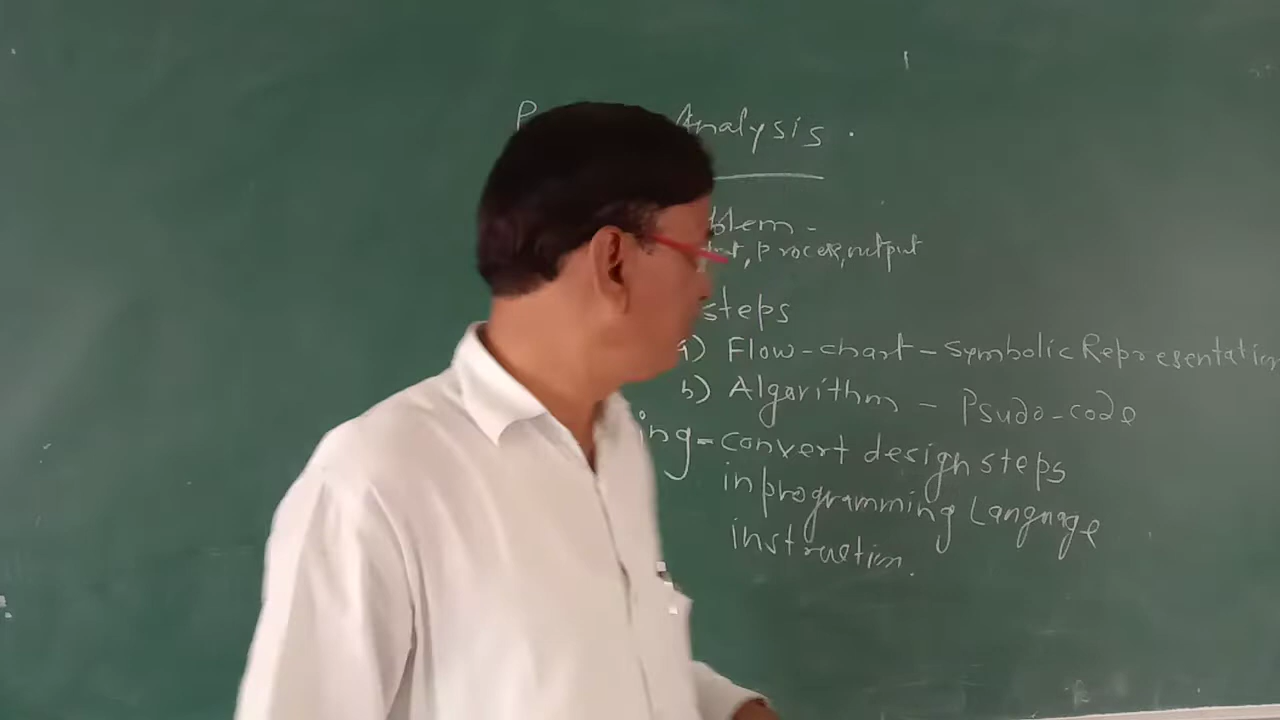 P Analysis .
blem -
, process, output
steps
a) Flow-chart - Symbolic Representation
b) Algorithm - Psudo-code
ing - convert design steps
in programming Language
instruction.